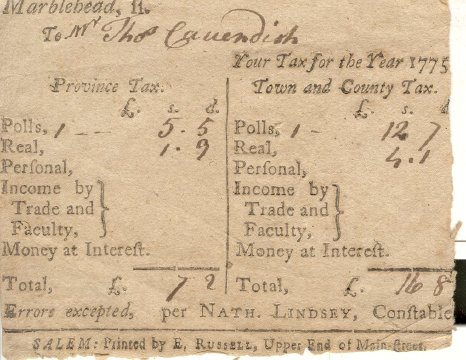 Marblehead, ſſ.
To Mr Thos Cavendish
Your Tax for the Year 1775
Province Tax. Town and County Tax.
£. s. d. £. s. d.
Polls, 1 -- 5. 5 Polls, 1 - 12 7
Real, 1. 9 Real, 4. 1
Perſonal, Perſonal,
Income by Income by
Trade and Trade and
Faculty, Faculty,
Money at Intereſt. Money at Intereſt.
Total, £. 7 2 Total, £. 16 8
Errors excepted, per NATH. LINDSEY, Conſtable
SALEM: Printed by E. RUSSELL, Upper End of Main-ſtreet.